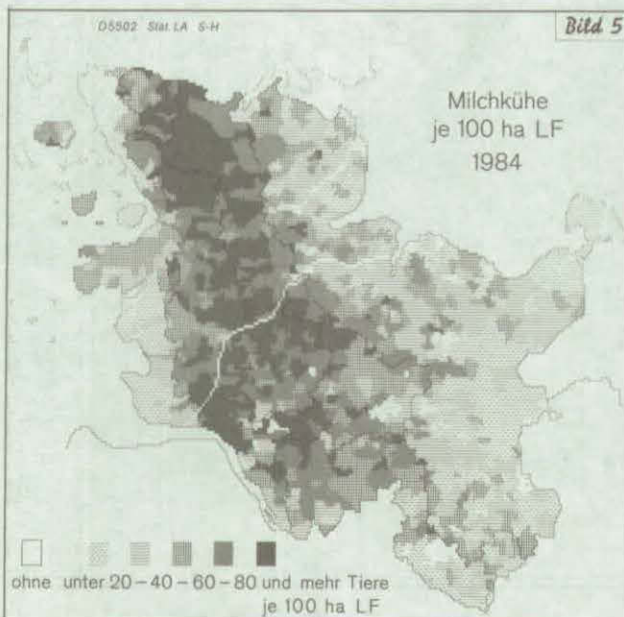 D5502 Stat. LA S-H
Bild 5
Milchkühe
je 100 ha LF
1984
ohne unter 20 – 40 – 60 – 80 und mehr Tiere
je 100 ha LF